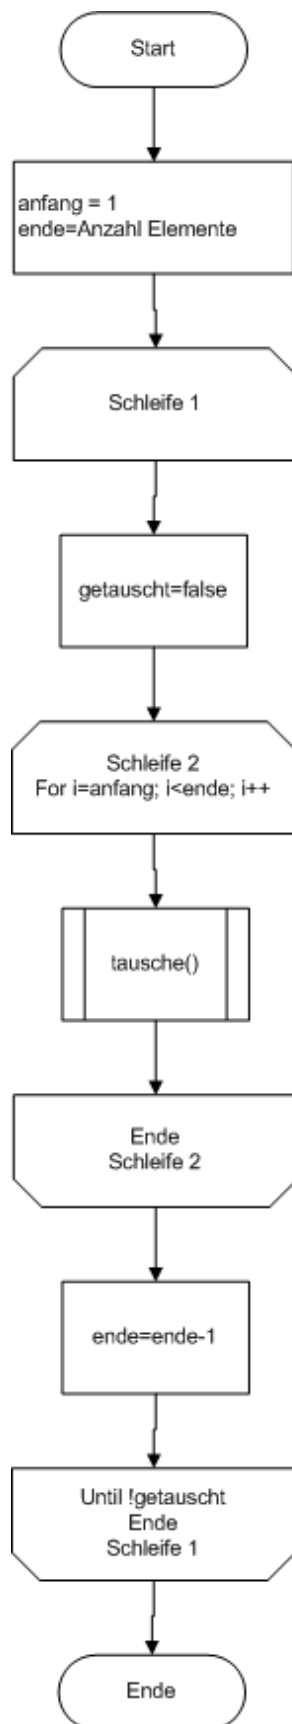 Start
anfang = 1
ende=Anzahl Elemente
Schleife 1
getauscht=false
Schleife 2
For i=anfang; i<ende; i++
tausche()
Ende
Schleife 2
ende=ende-1
Until !getauscht
Ende
Schleife 1
Ende